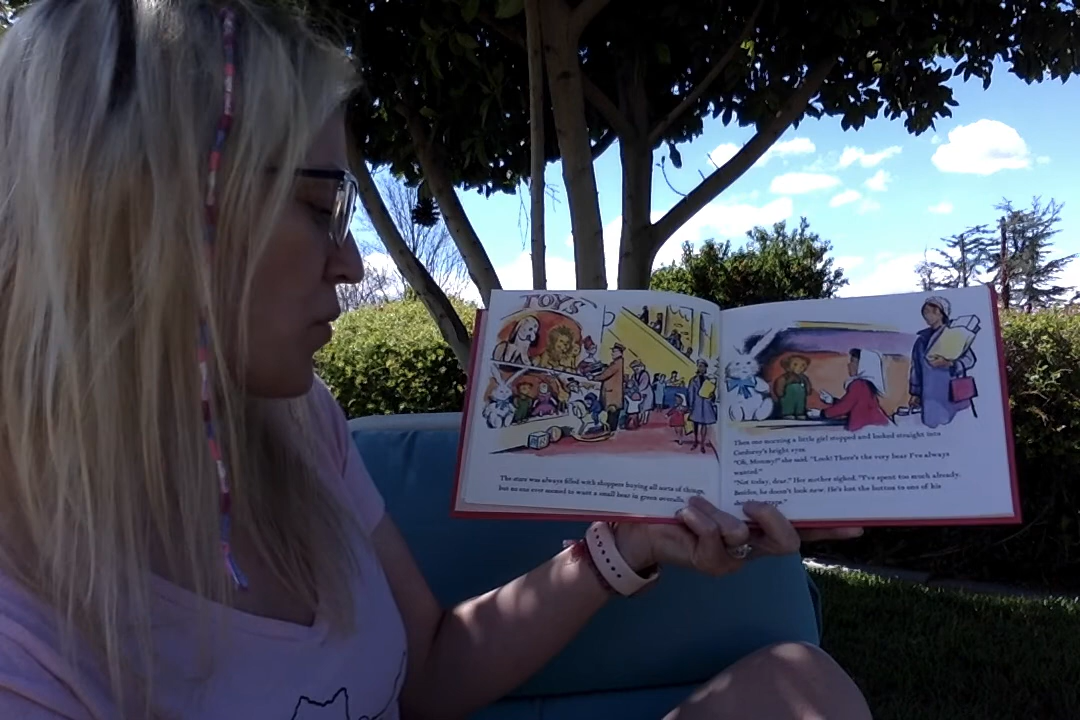 TOYS
The store was always filled with shoppers buying all sorts of things,
but no one ever seemed to want a small bear in green overalls.
Then one morning a little girl stopped and looked straight into
Corduroy's bright eyes.
"Oh, Mommy!" she said. "Look! There's the very bear I've always
wanted."
"Not today, dear." Her mother sighed. "I've spent too much already.
Besides, he doesn't look new. He's lost the button to one of his
shoulder straps."